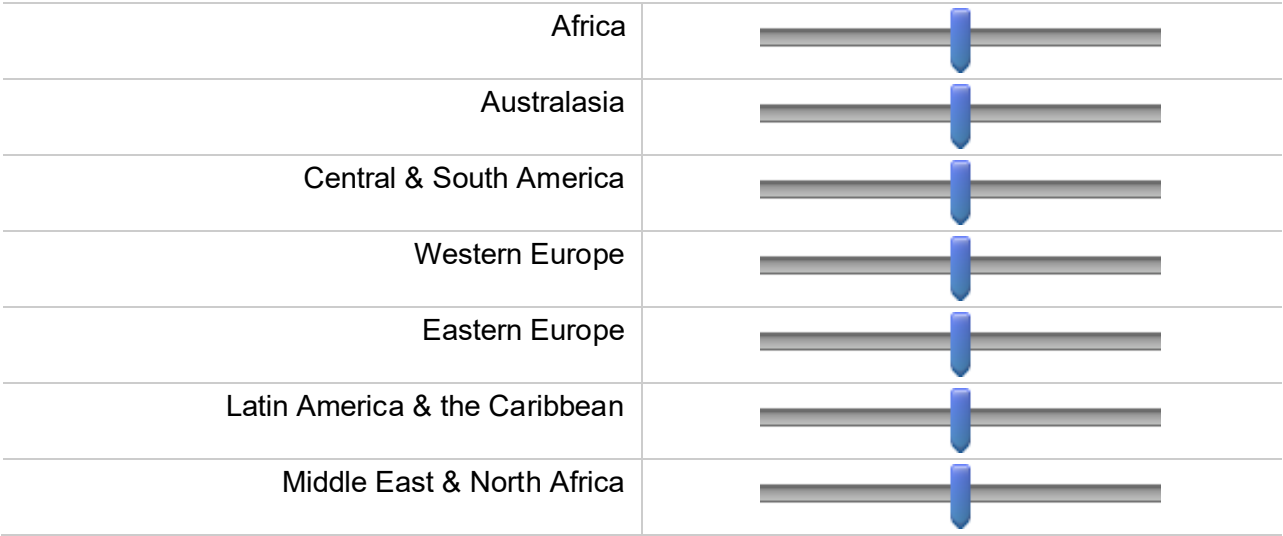 Africa
Australasia
Central & South America
Western Europe
Eastern Europe
Latin America & the Caribbean
Middle East & North Africa